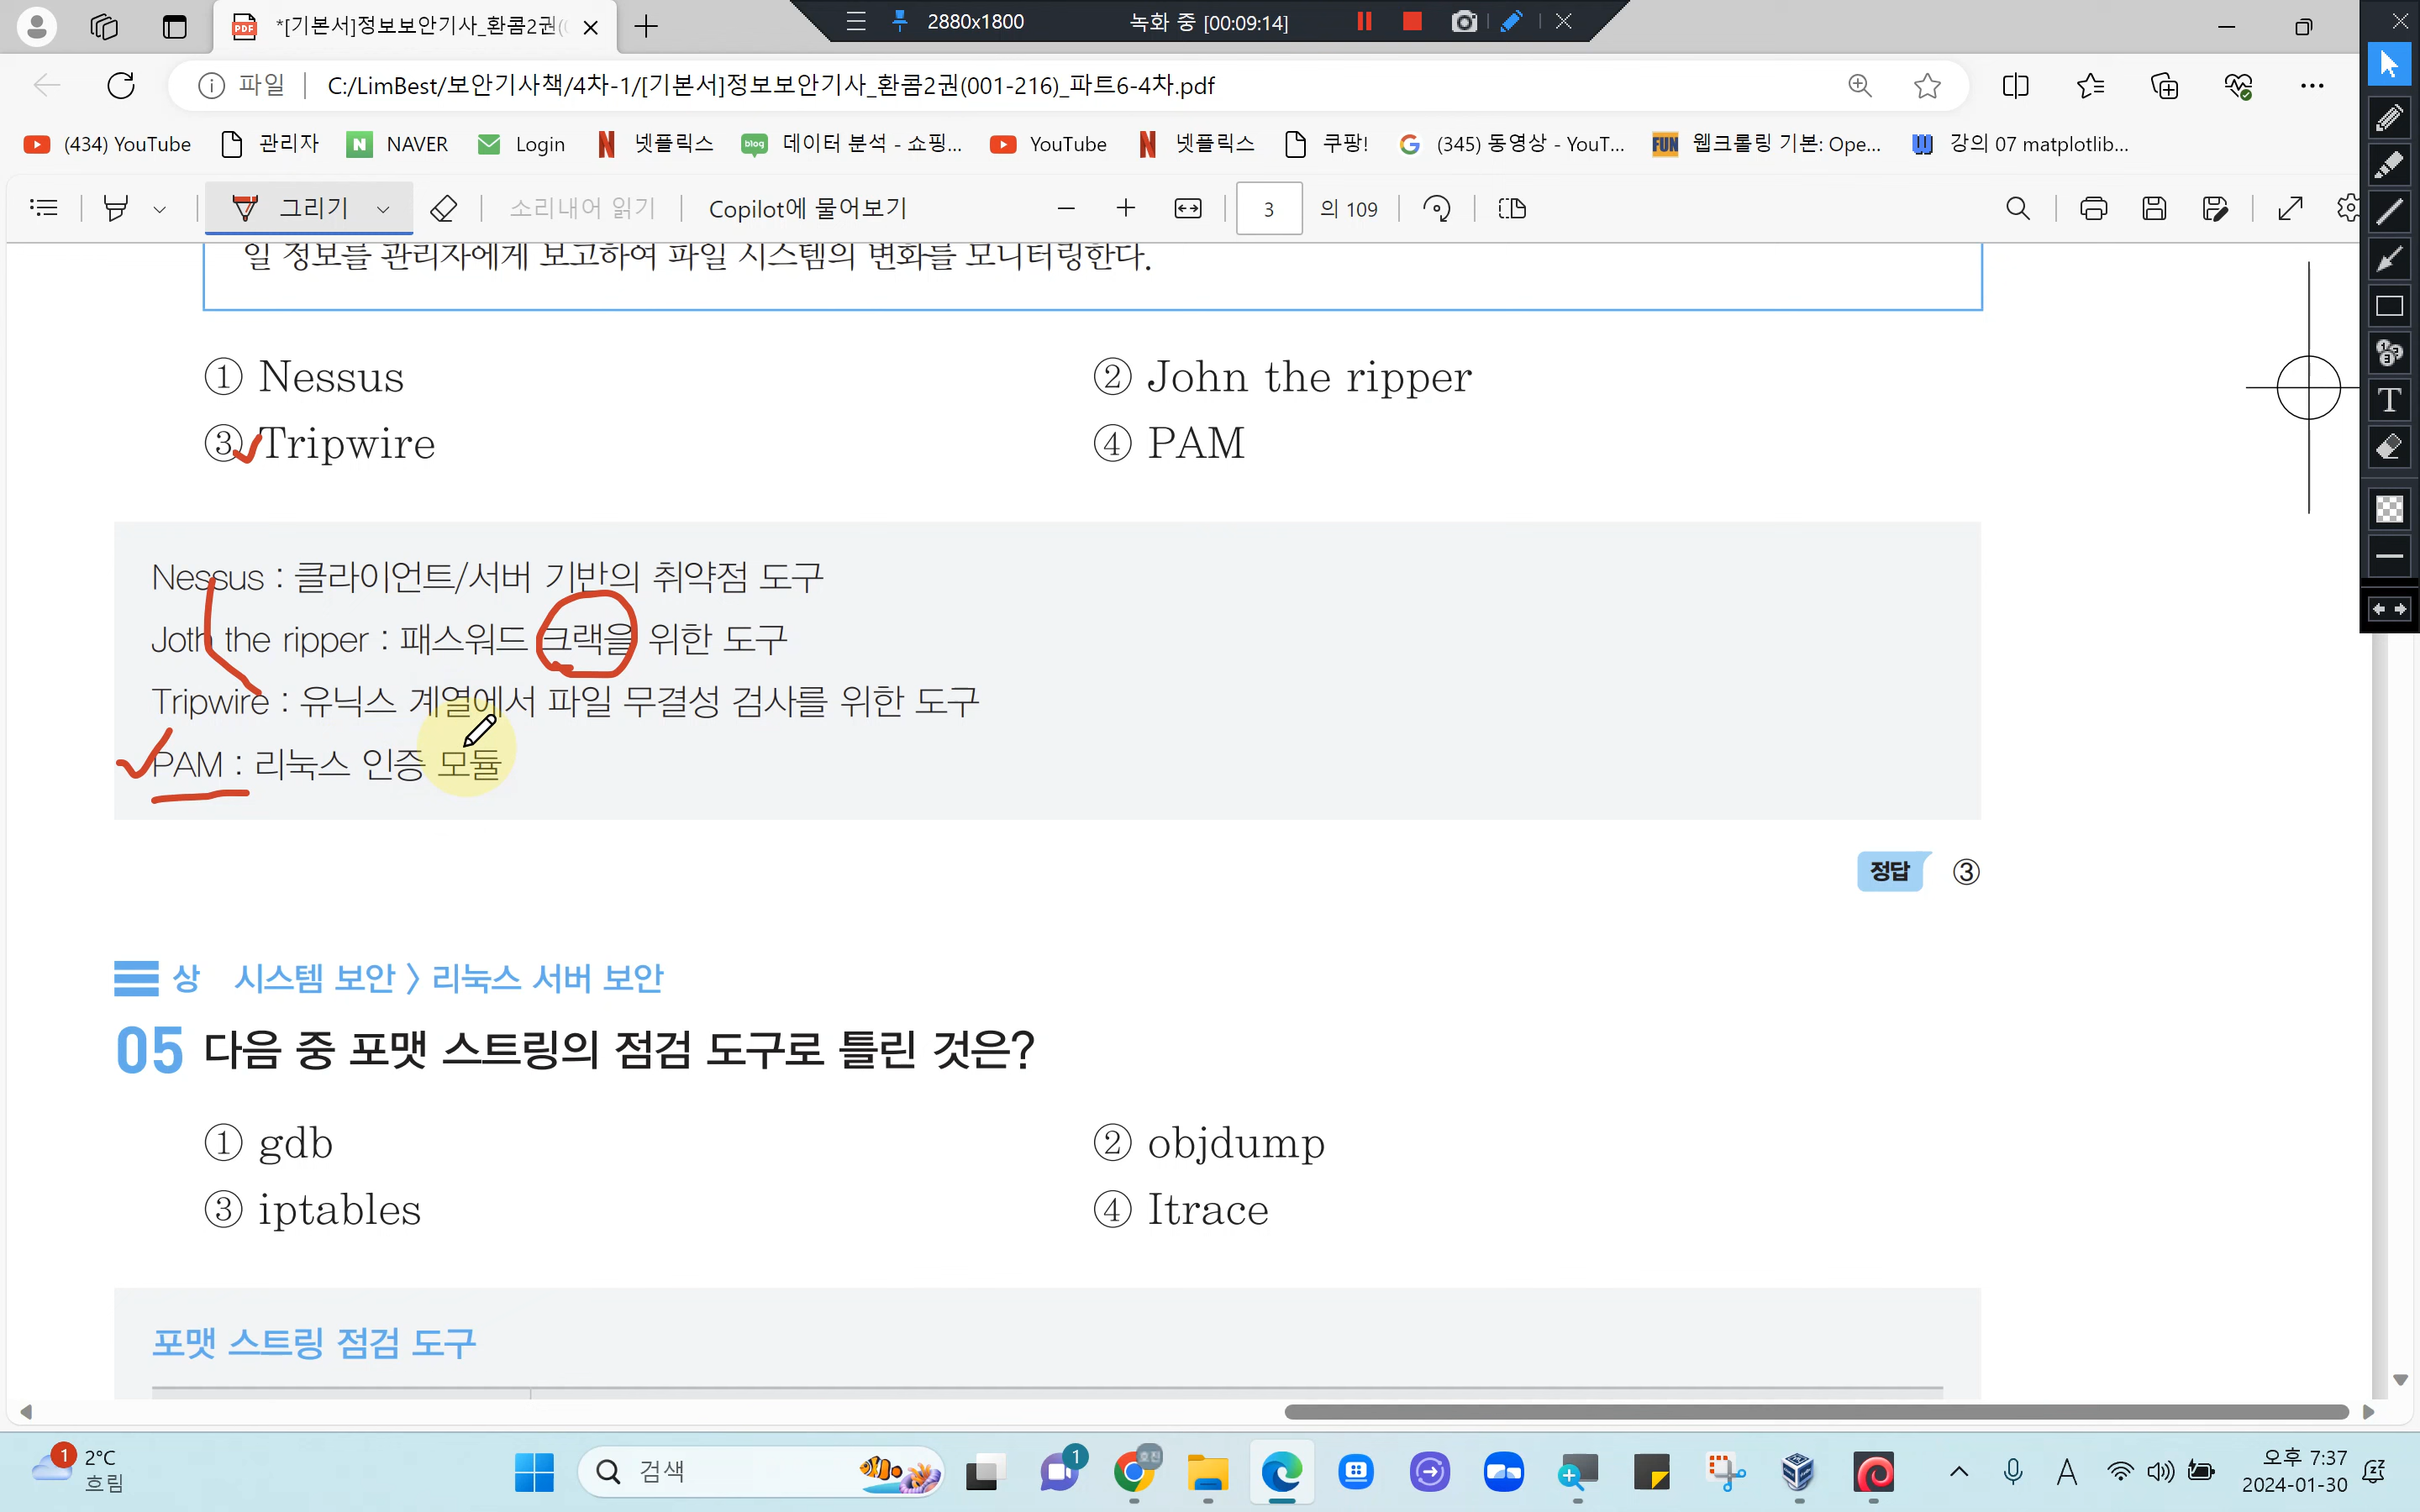 *[기본서]정보보안기사_환콤2권(
2880x1800
녹화 중 [00:09:14]
파일
C:/LimBest/보안기사책/4차-1/[기본서]정보보안기사_환콤2권(001-216)_파트6-4차.pdf
(434) YouTube
관리자
NAVER
Login
넷플릭스
데이터 분석 - 쇼핑...
YouTube
넷플릭스
쿠팡!
(345) 동영상 - YouT...
웹크롤링 기본: Ope...
강의 07 matplotlib...
그리기
소리내어 읽기
Copilot에 물어보기
3
의 109
일 정보를 관리자에게 보고하여 파일 시스템의 변화를 모니터링한다.
① Nessus
② John the ripper
③ Tripwire
④ PAM
Nessus : 클라이언트/서버 기반의 취약점 도구
Joth the ripper : 패스워드 크랙을 위한 도구
Tripwire : 유닉스 계열에서 파일 무결성 검사를 위한 도구
PAM : 리눅스 인증 모듈
정답 ③
상 시스템 보안 > 리눅스 서버 보안
05 다음 중 포맷 스트링의 점검 도구로 틀린 것은?
① gdb
② objdump
③ iptables
④ Itrace
포맷 스트링 점검 도구
1
2°C
흐림
검색
1
호진
A
오후 7:37
2024-01-30